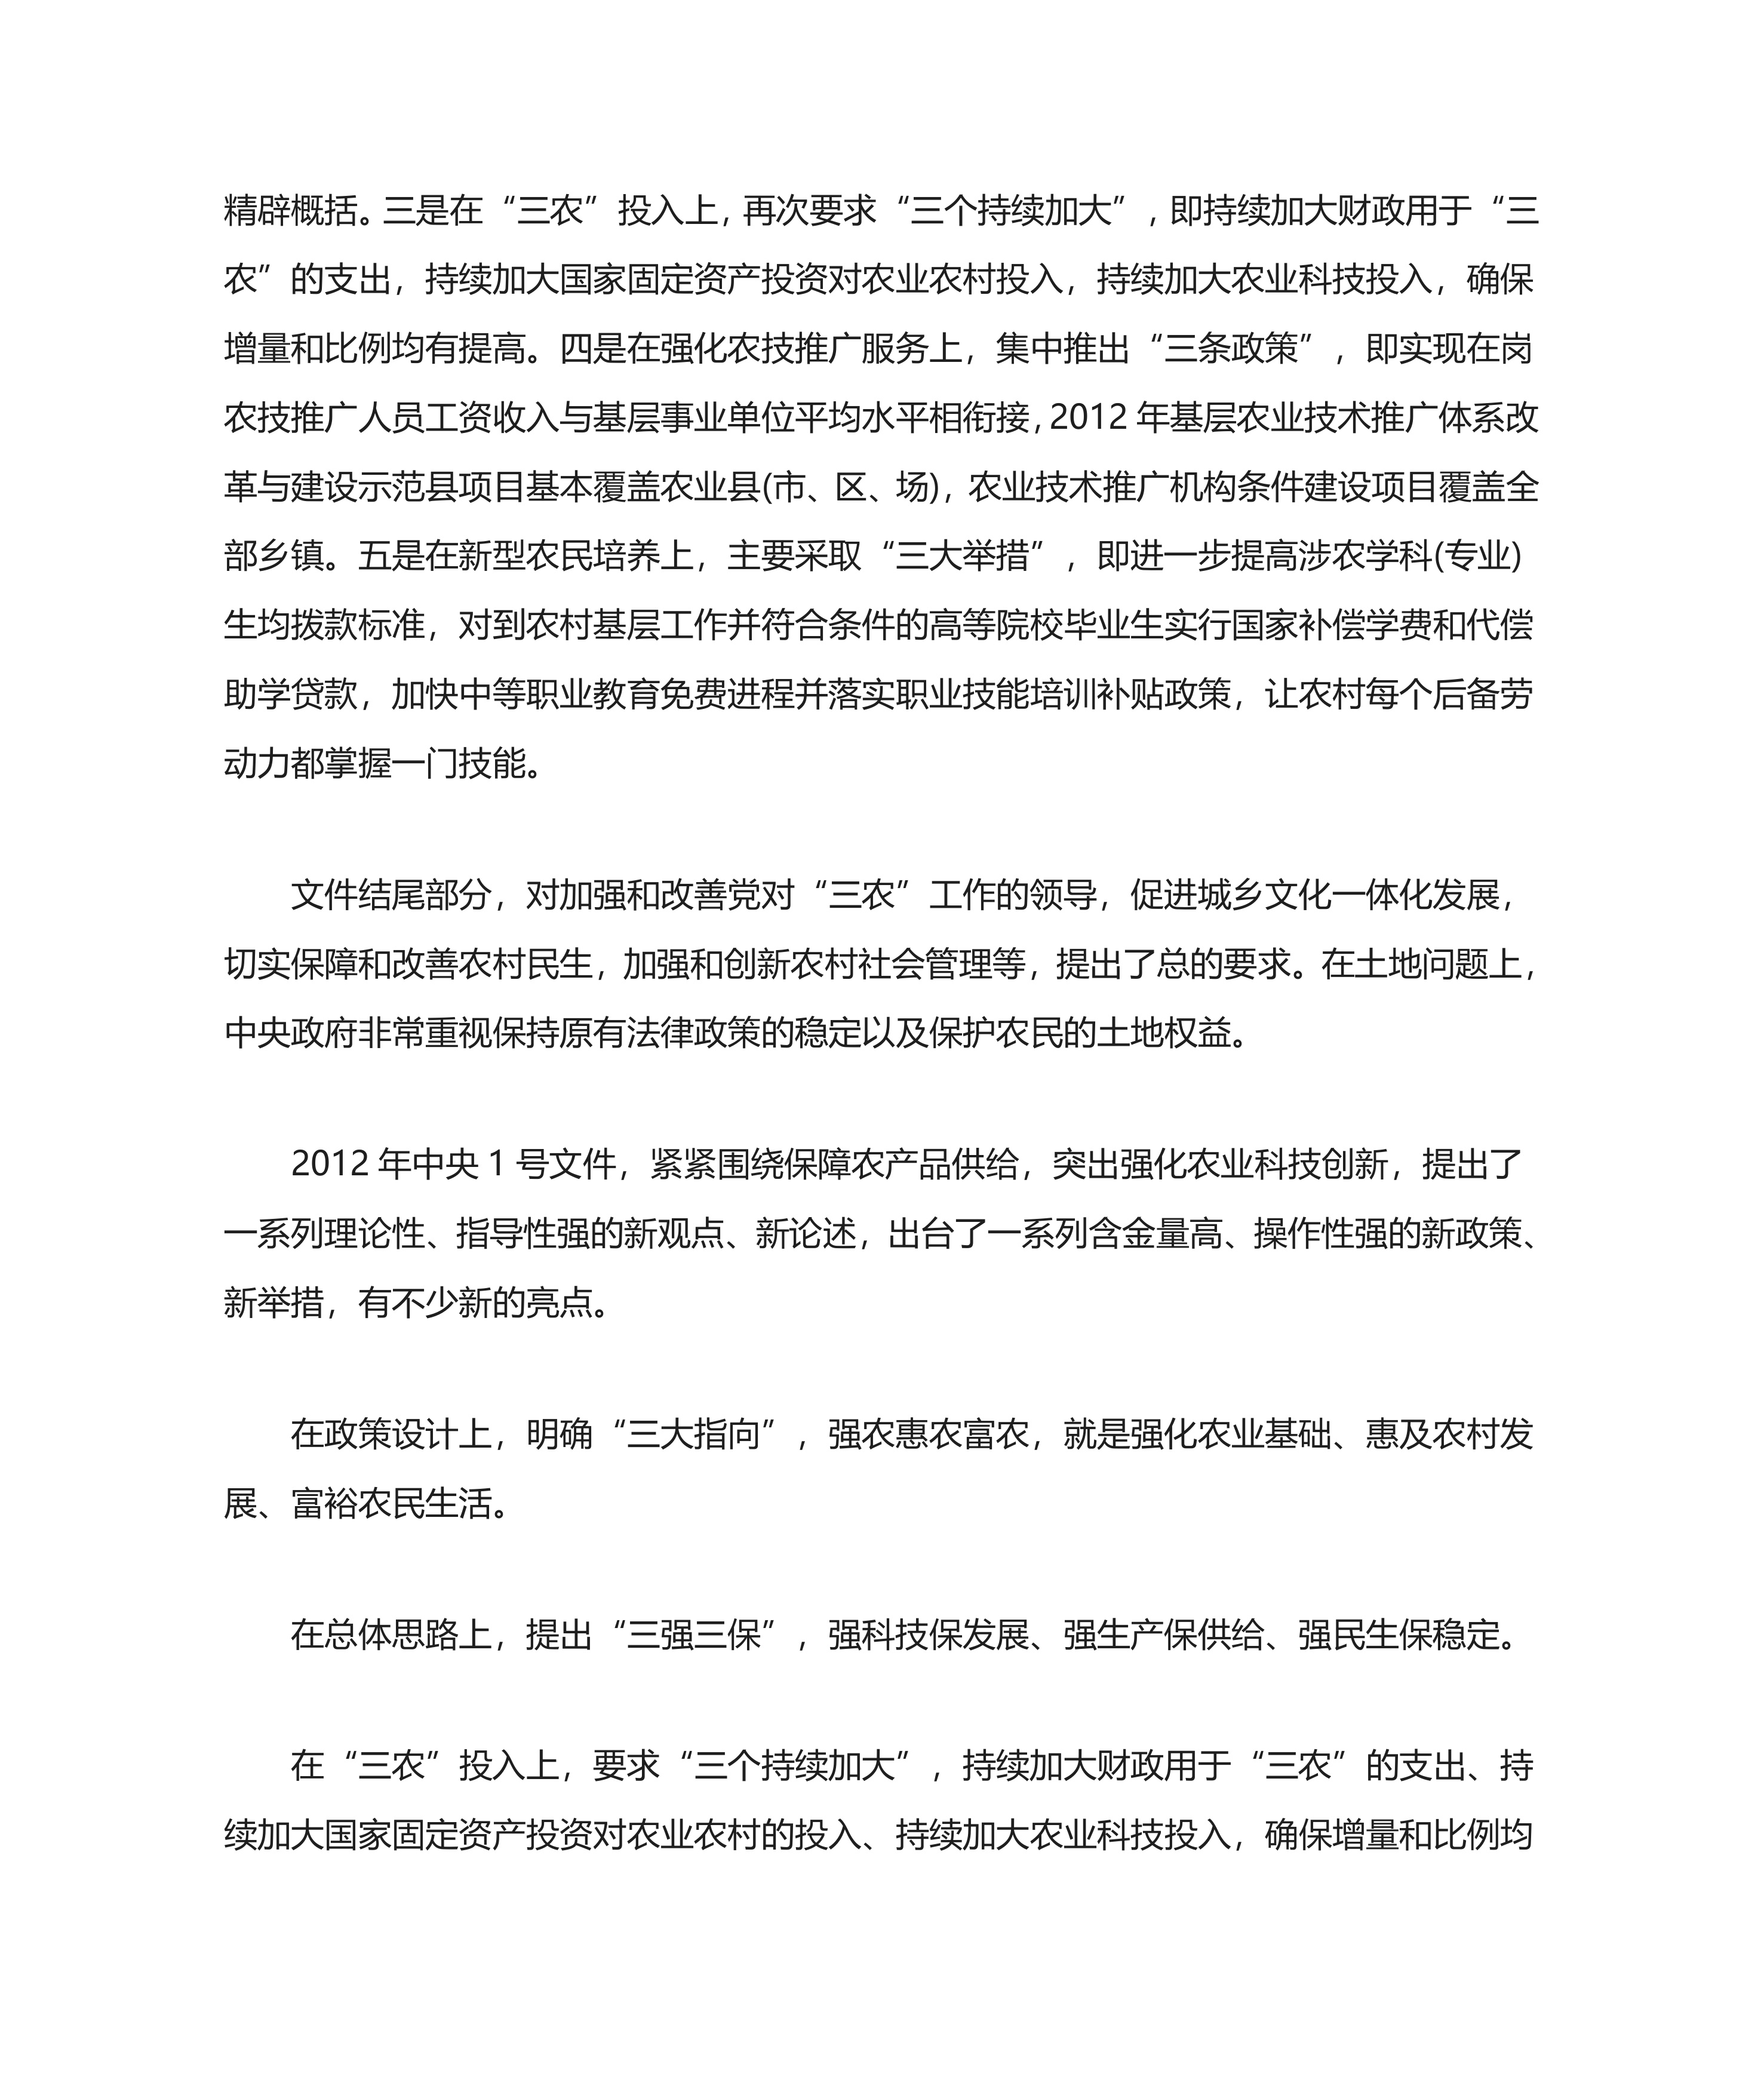 精辟概括。三是在“三农”投入上，再次要求“三个持续加大”，即持续加大财政用于“三
农”的支出，持续加大国家固定资产投资对农业农村投入，持续加大农业科技投入，确保
增量和比例均有提高。四是在强化农技推广服务上，集中推出“三条政策”，即实现在岗
农技推广人员工资收入与基层事业单位平均水平相衔接，2012年基层农业技术推广体系改
革与建设示范县项目基本覆盖农业县(市、区、场)，农业技术推广机构条件建设项目覆盖全
部乡镇。五是在新型农民培养上，主要采取“三大举措”，即进一步提高涉农学科(专业)
生均拨款标准，对到农村基层工作并符合条件的高等院校毕业生实行国家补偿学费和代偿
助学贷款，加快中等职业教育免费进程并落实职业技能培训补贴政策，让农村每个后备劳
动力都掌握一门技能。
文件结尾部分，对加强和改善党对“三农”工作的领导，促进城乡文化一体化发展，
切实保障和改善农村民生，加强和创新农村社会管理等，提出了总的要求。在土地问题上，
中央政府非常重视保持原有法律政策的稳定以及保护农民的土地权益。
2012年中央1号文件，紧紧围绕保障农产品供给，突出强化农业科技创新，提出了
一系列理论性、指导性强的新观点、新论述，出台了一系列含金量高、操作性强的新政策、
新举措，有不少新的亮点。
在政策设计上，明确“三大指向”，强农惠农富农，就是强化农业基础、惠及农村发
展、富裕农民生活。
在总体思路上，提出“三强三保”，强科技保发展、强生产保供给、强民生保稳定。
在“三农”投入上，要求“三个持续加大”，持续加大财政用于“三农”的支出、持
续加大国家固定资产投资对农业农村的投入、持续加大农业科技投入，确保增量和比例均